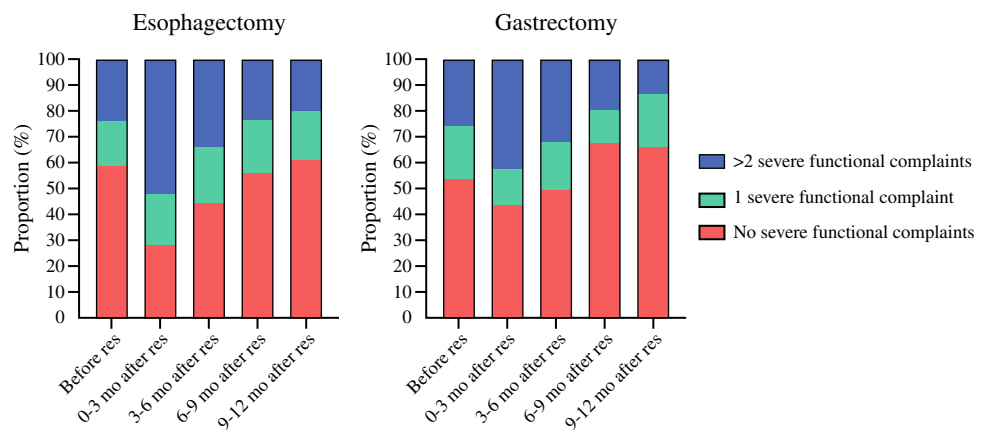 Esophagectomy
Proportion (%)
100
90
80
70
60
50
40
30
20
10
0
Before res
0-3 mo after res
3-6 mo after res
6-9 mo after res
9-12 mo after res
Gastrectomy
Proportion (%)
100
90
80
70
60
50
40
30
20
10
0
Before res
0-3 mo after res
3-6 mo after res
6-9 mo after res
9-12 mo after res
>2 severe functional complaints
1 severe functional complaint
No severe functional complaints